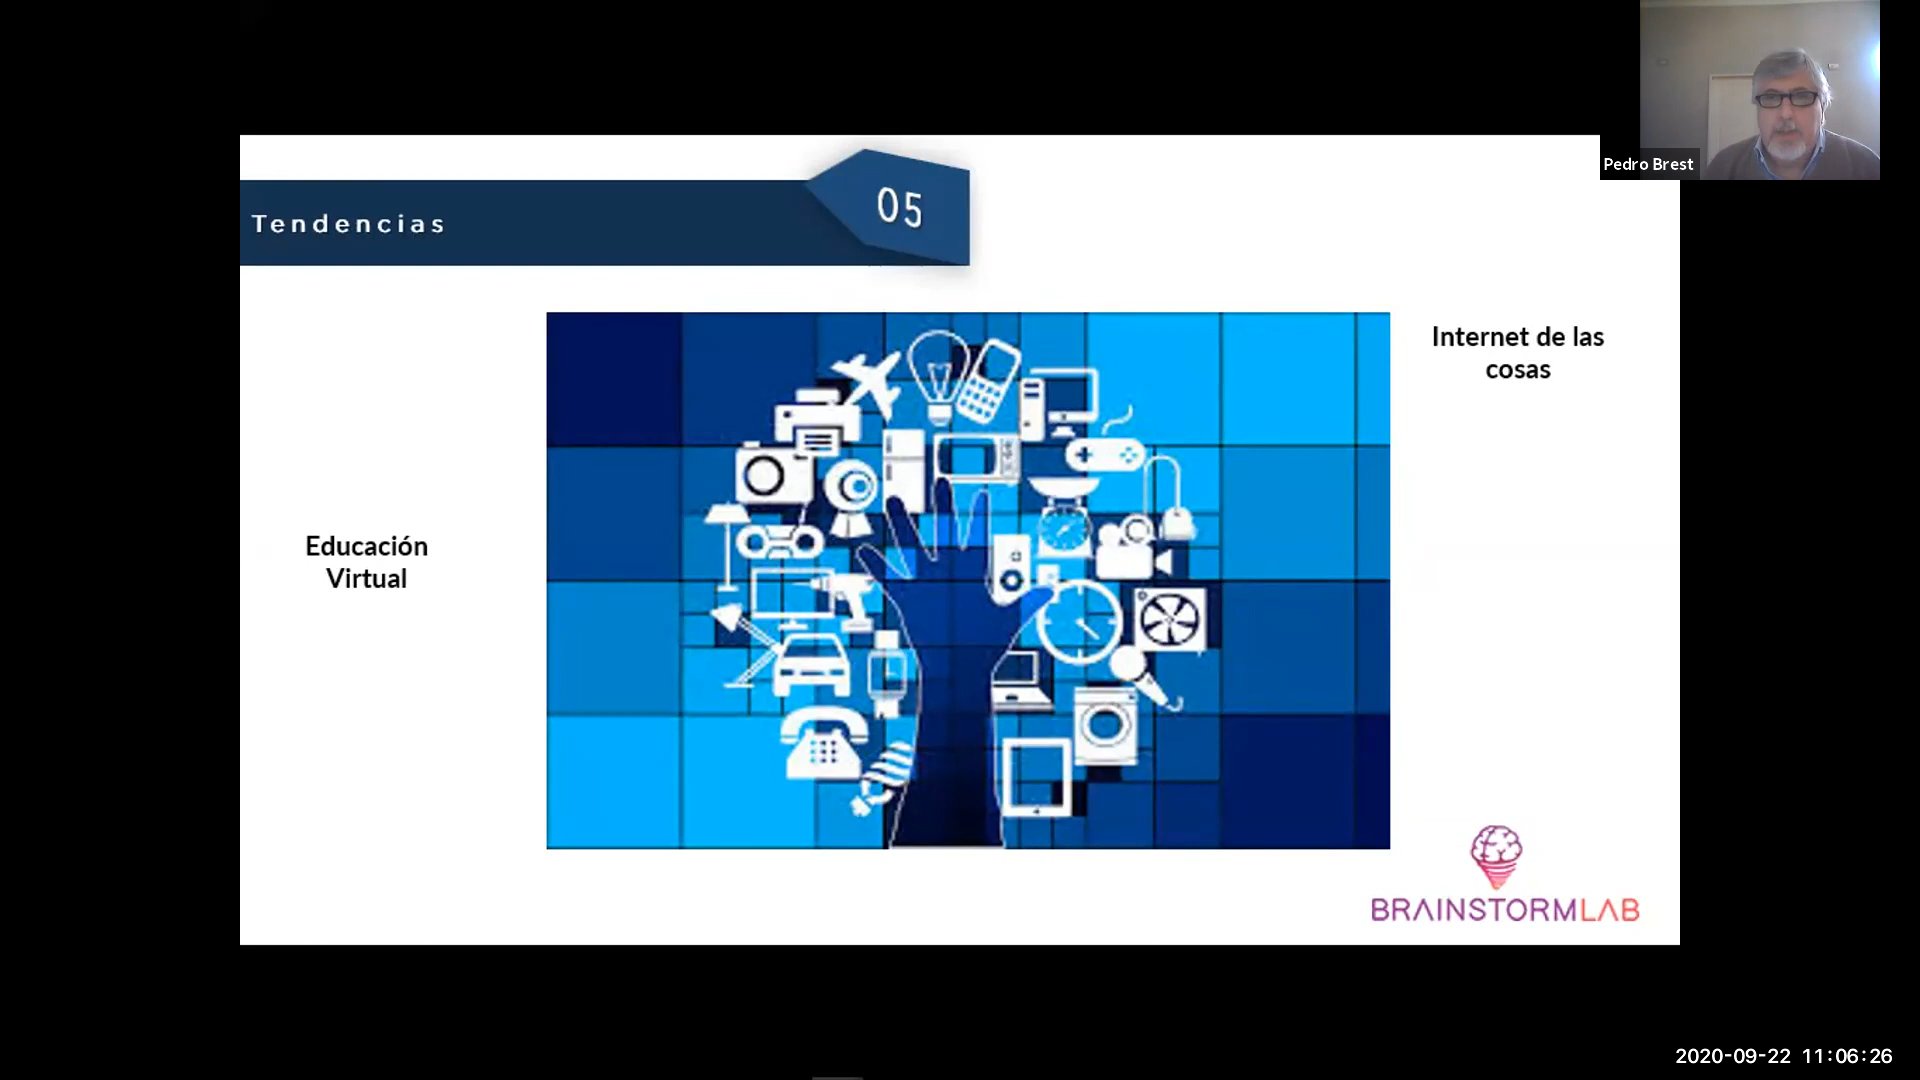 Pedro Brest
Tendencias
05
Internet de las
cosas
Educación
Virtual
BRAINSTORMLAB
2020-09-22 11:06:26